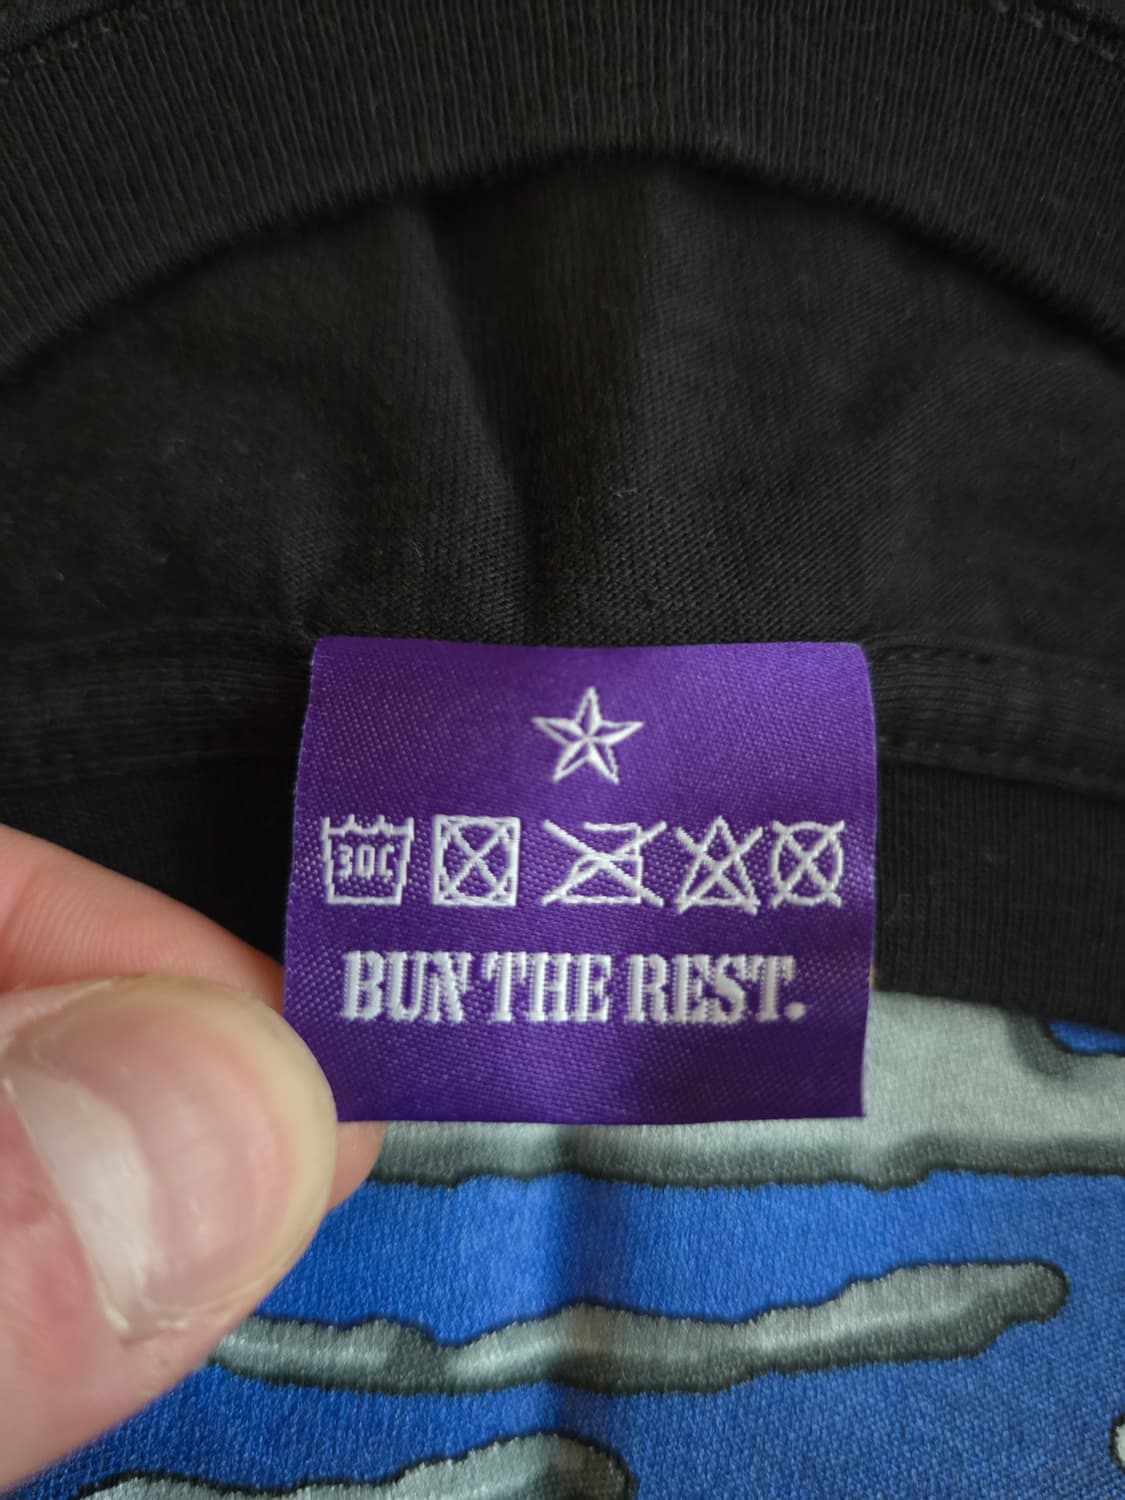 30C
BUN THE REST.